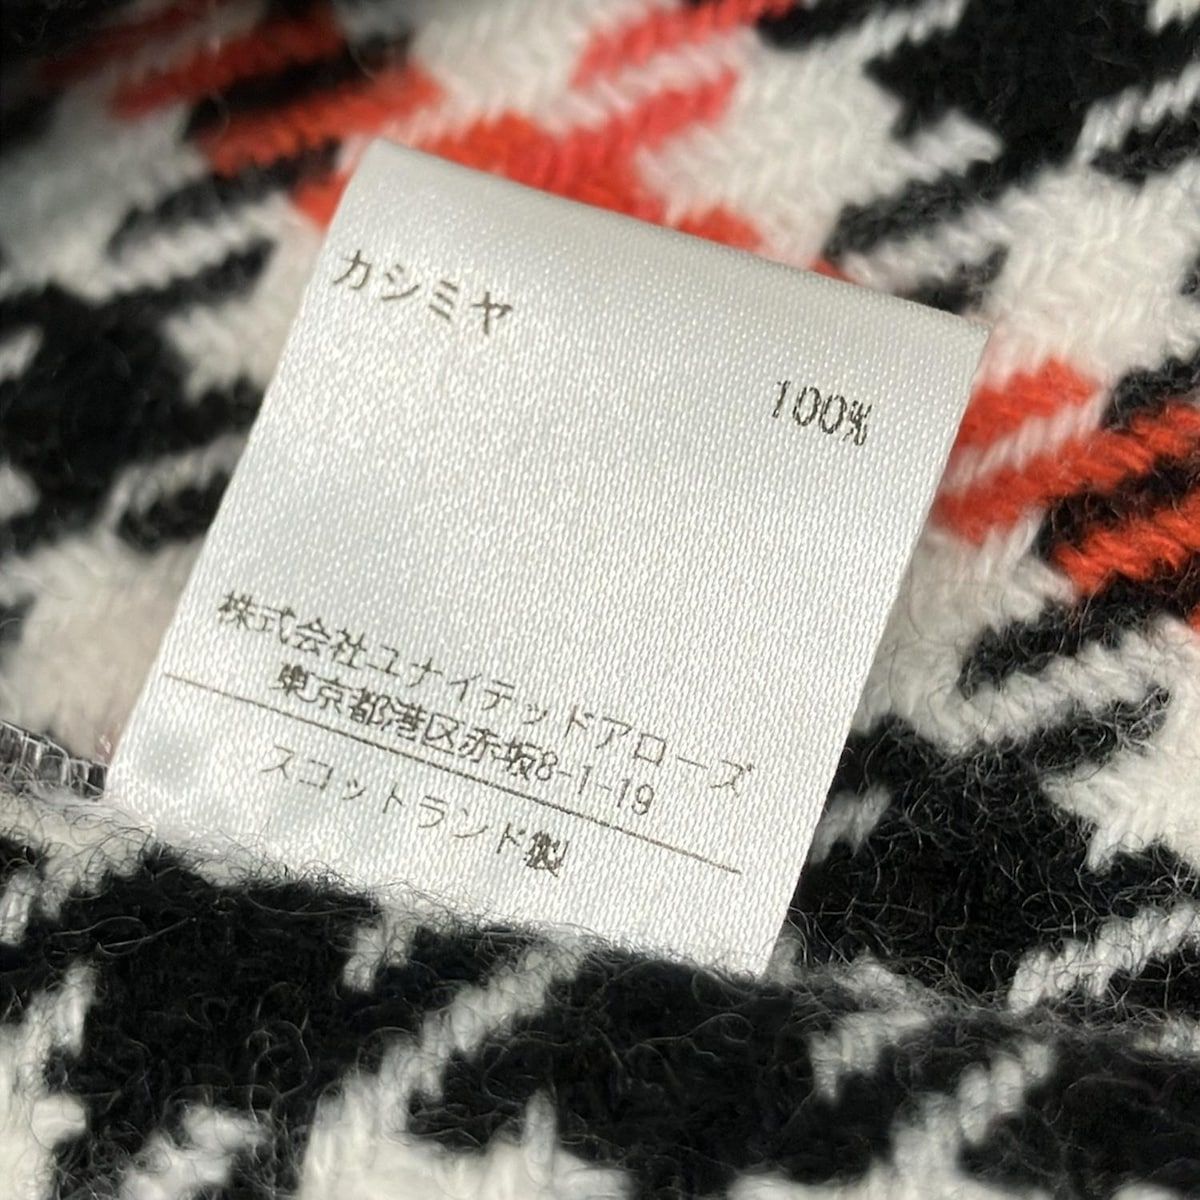 カシミヤ
100%
株式会社ユナイテッドアローズ
東京都港区赤坂8-1-19
スコットランド製